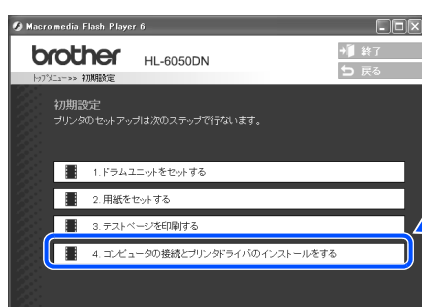 Macromedia Flash Player 6
brother HL-6050DN
終了
戻る
トップメニュー>> 初期設定
初期設定
プリンタのセットアップは次のステップで行ないます。
1.ドラムユニットをセットする
2.用紙をセットする
3.テストページを印刷する
4.コンピュータの接続とプリンタドライバのインストールをする